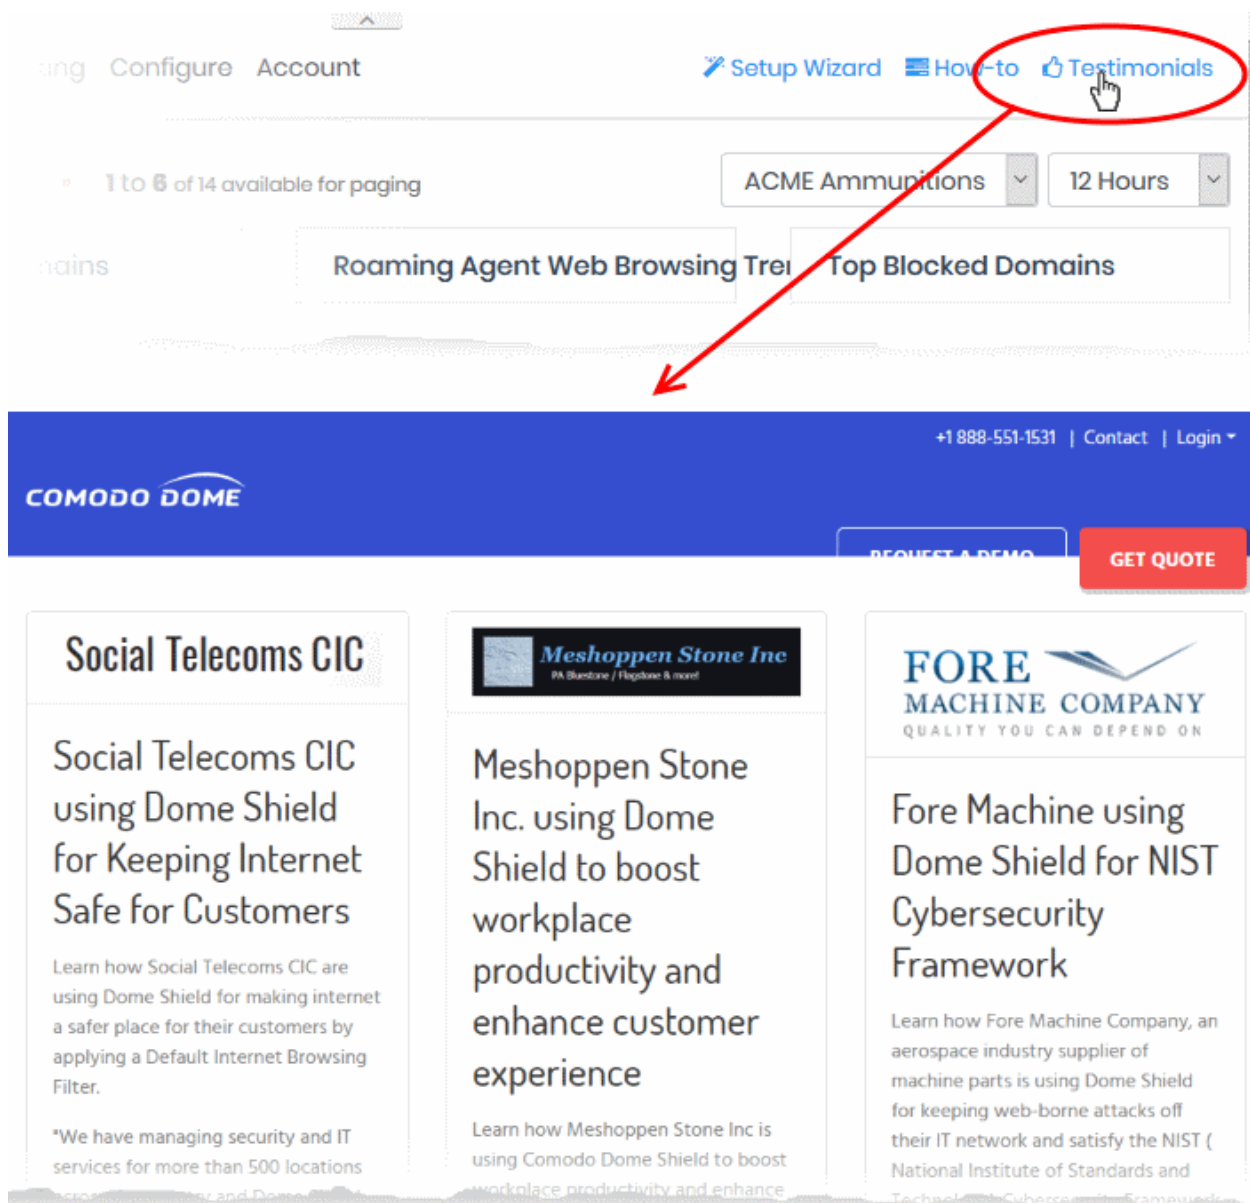 Configure Account
Setup Wizard How-to Testimonials
1 to 6 of 14 available for paging
ACME Ammunitions 12 Hours
Roaming Agent Web Browsing
Top Blocked Domains
+1 888-551-1531 | Contact | Login
COMODO DOME
REQUEST A DEMO
GET QUOTE
Social Telecoms CIC
Social Telecoms CIC
using Dome Shield
for Keeping Internet
Safe for Customers
Learn how Social Telecoms CIC are
using Dome Shield for making internet
a safer place for their customers by
applying a Default Internet Browsing
Filter.
"We have managing security and IT
services for more than 500 locations
Meshoppen Stone Inc
PA Bluestone / Flagstone & more!
Meshoppen Stone
Inc. using Dome
Shield to boost
workplace
productivity and
enhance customer
experience
Learn how Meshoppen Stone Inc is
using Comodo Dome Shield to boost
workplace productivity and enhance
FORE
MACHINE COMPANY
QUALITY YOU CAN DEPEND ON
Fore Machine using
Dome Shield for NIST
Cybersecurity
Framework
Learn how Fore Machine Company, an
aerospace industry supplier of
machine parts is using Dome Shield
for keeping web-borne attacks off
their IT network and satisfy the NIST (
National Institute of Standards and